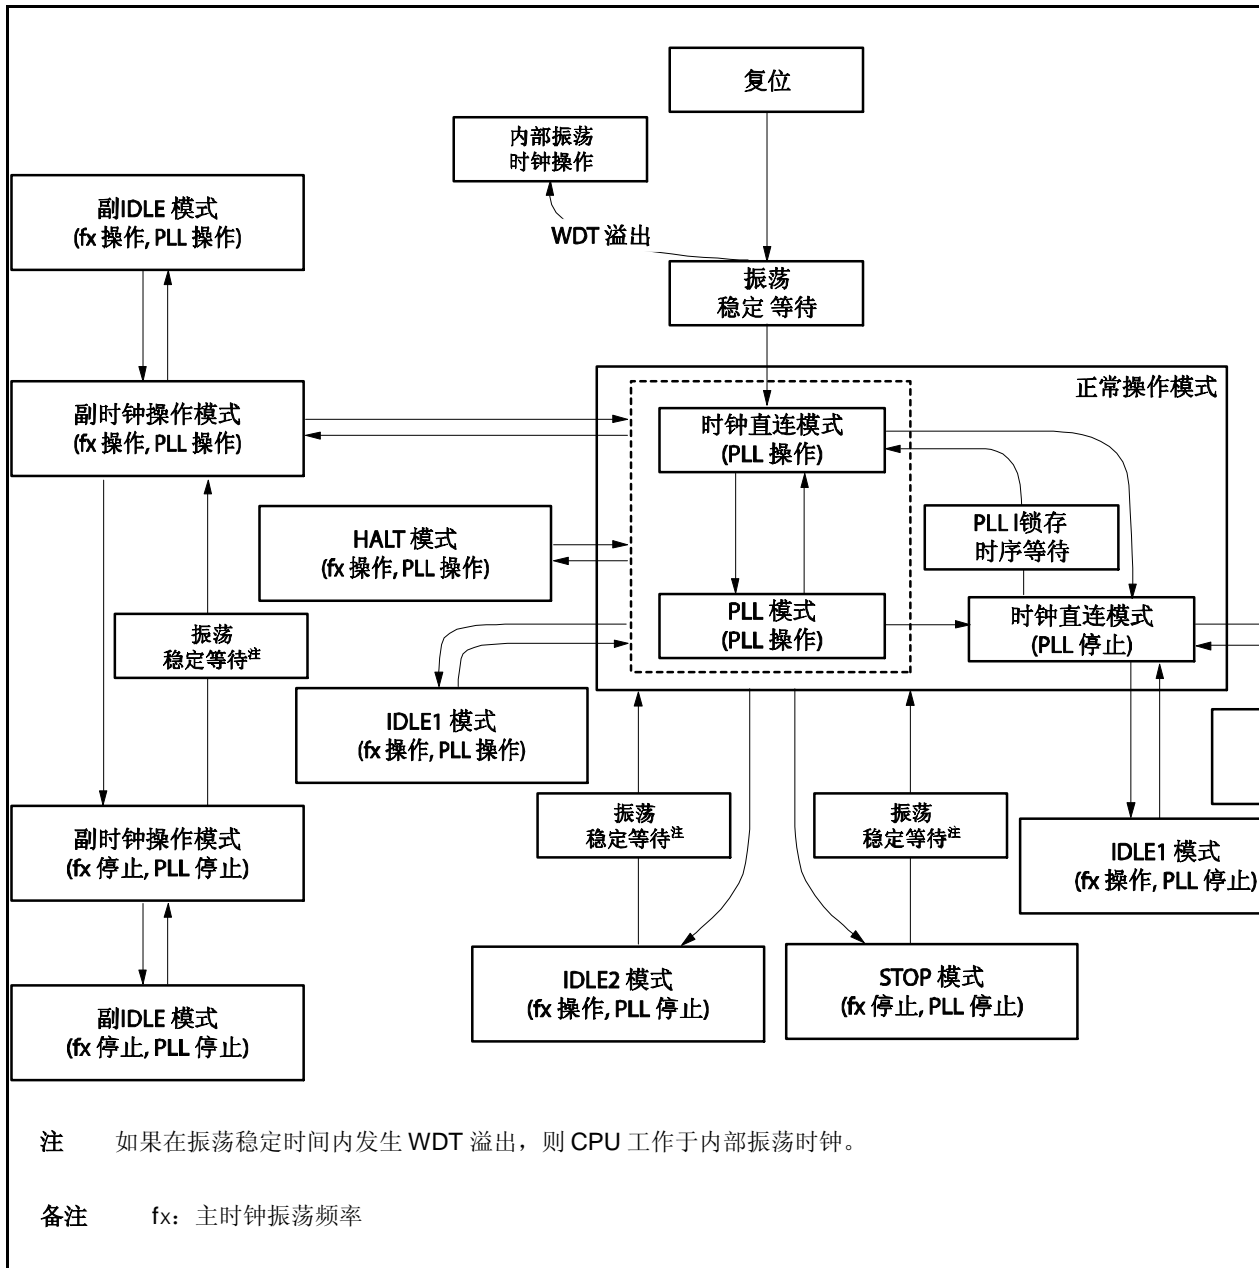 复位
内部振荡
时钟操作
副IDLE 模式
(fx 操作, PLL 操作)
WDT 溢出
振荡
稳定 等待
正常操作模式
副时钟操作模式
(fx 操作, PLL 操作)
时钟直连模式
(PLL 操作)
HALT 模式
(fx 操作, PLL 操作)
PLL l锁存
时序等待
PLL 模式
(PLL 操作)
时钟直连模式
(PLL 停止)
振荡
稳定等待注
IDLE1 模式
(fx 操作, PLL 操作)
振荡
稳定等待注
振荡
稳定等待注
副时钟操作模式
(fx 停止, PLL 停止)
IDLE1 模式
(fx 操作, PLL 停止)
IDLE2 模式
(fx 操作, PLL 停止)
STOP 模式
(fx 停止, PLL 停止)
副IDLE 模式
(fx 停止, PLL 停止)
注 如果在振荡稳定时间内发生 WDT 溢出，则 CPU 工作于内部振荡时钟。
备注 fx：主时钟振荡频率